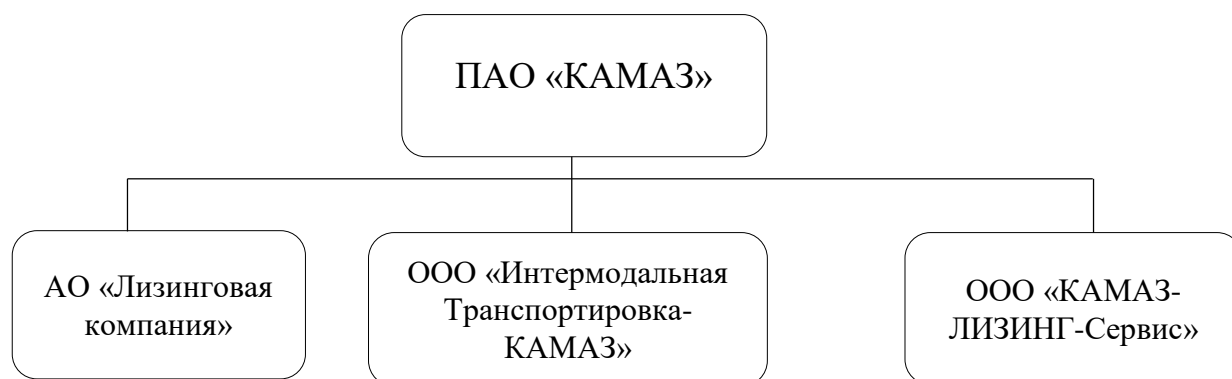 ПАО «КАМАЗ»
АО «Лизинговая
компания»
ООО «Интермодальная
Транспортировка-
КАМАЗ»
ООО «КАМАЗ-
ЛИЗИНГ-Сервис»